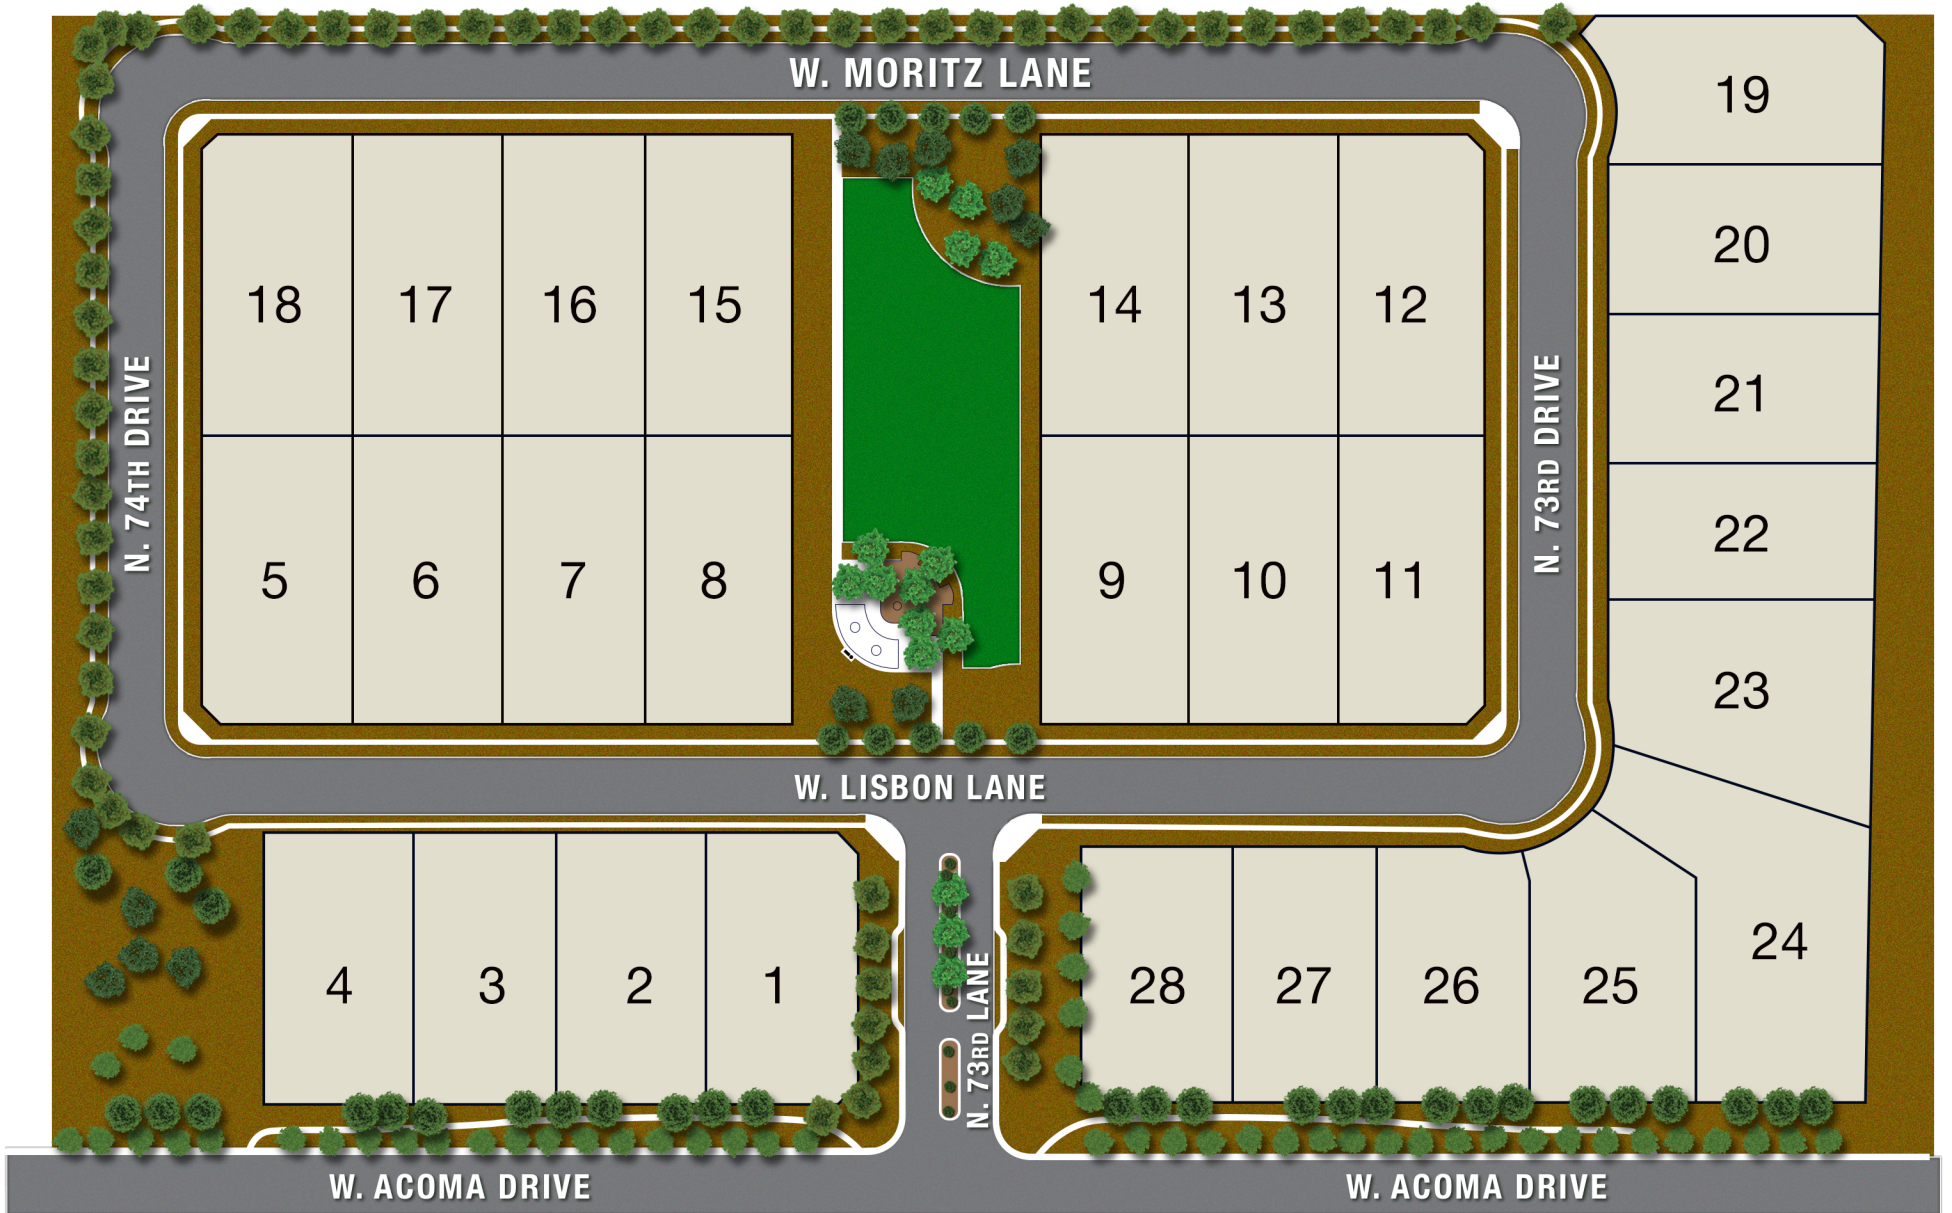 W. MORITZ LANE
19
20
18 17 16 15
14 13 12
21
N. 74TH DRIVE
N. 73RD DRIVE
22
5 6 7 8
9 10 11
23
W. LISBON LANE
24
4 3 2 1
28 27 26 25
N. 73RD LANE
W. ACOMA DRIVE
W. ACOMA DRIVE